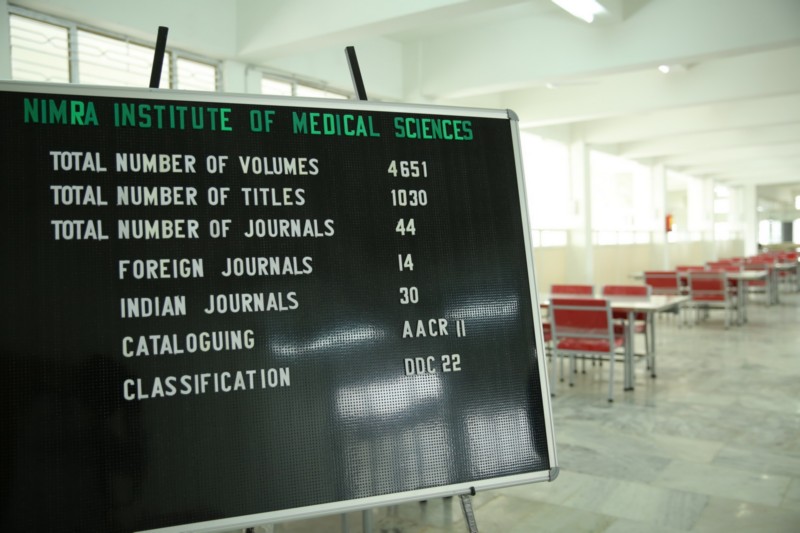 NIMRA INSTITUTE OF MEDICAL SCIENCES
TOTAL NUMBER OF VOLUMES 4651
TOTAL NUMBER OF TITLES 1030
TOTAL NUMBER OF JOURNALS 44
FOREIGN JOURNALS 14
INDIAN JOURNALS 30
CATALOGUING AACR II
CLASSIFICATION DDC 22